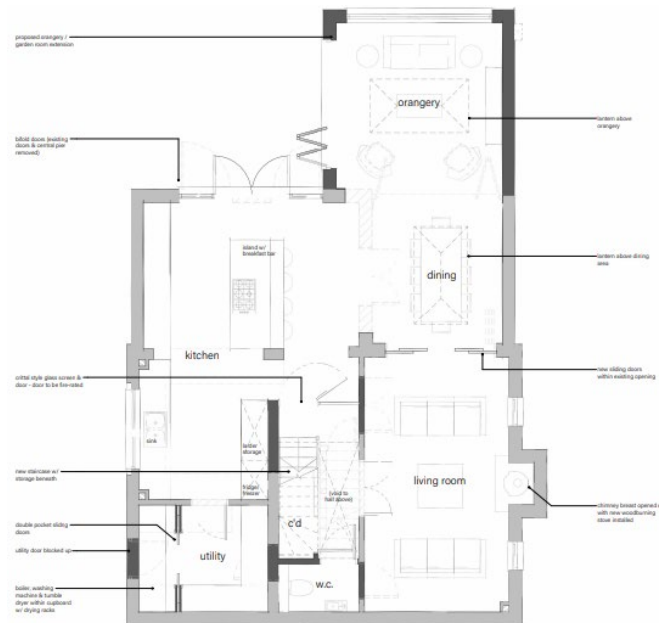 proposed orangery /
garden room extension
orangery
lantern above
orangery
bifold doors (existing
doors & central pier
removed)
island w/
breakfast bar
lantern above dining
area
dining
kitchen
crittal style glass screen &
door - door to be fire-rated
new sliding doors
within existing opening
sink
larder
storage
new staircase w/
storage beneath
fridge/
freezer
(void to
hall above)
living room
chimney breast opened
with new woodburning
stove installed
c'd
double pocket sliding
doors
utility door blocked up
utility
w.c.
boiler, washing
machine & tumble
dryer within cupboard
w/ drying racks